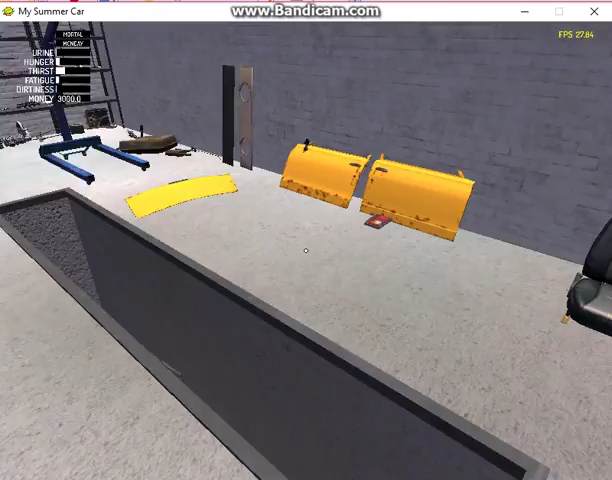 My Summer Car
www.Bandicam.com
FPS 27.84
MORTAL
MONDAY
URINE
HUNGER
THIRST
FATIGUE
DIRTINESS
MONEY 3000.0